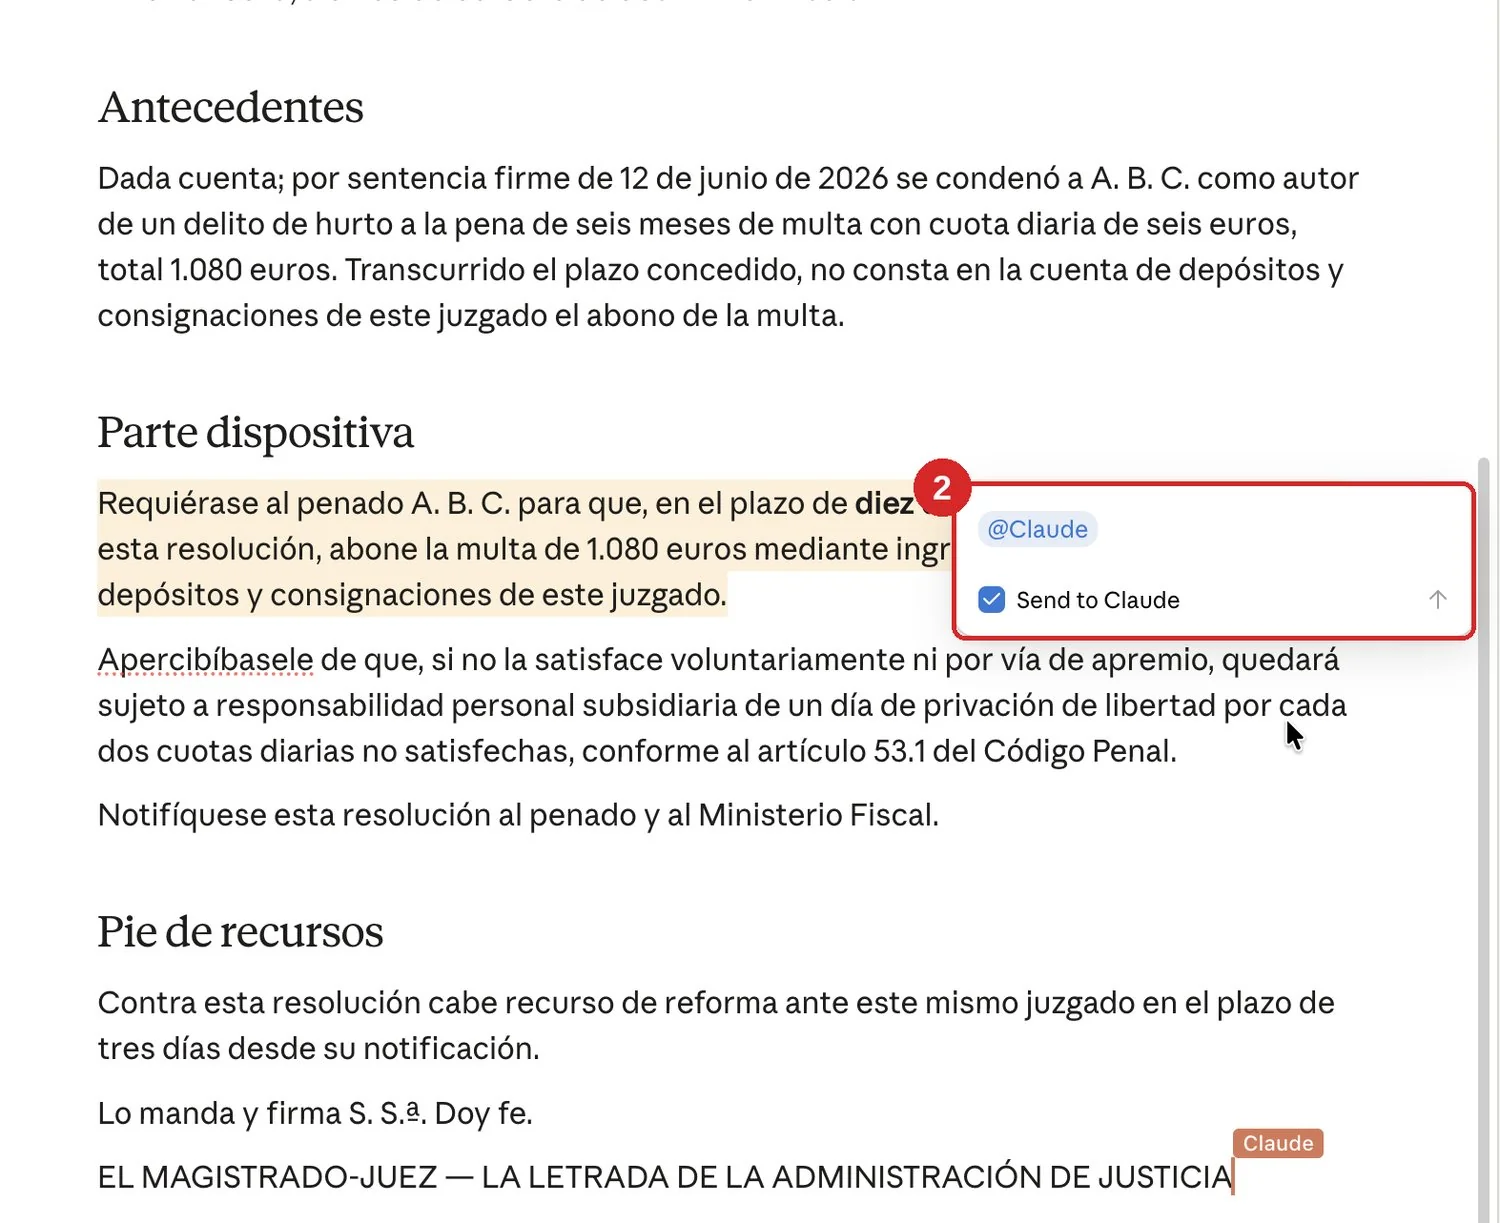 Antecedentes
Dada cuenta; por sentencia firme de 12 de junio de 2026 se condenó a A. B. C. como autor
de un delito de hurto a la pena de seis meses de multa con cuota diaria de seis euros,
total 1.080 euros. Transcurrido el plazo concedido, no consta en la cuenta de depósitos y
consignaciones de este juzgado el abono de la multa.
Parte dispositiva
Requiérase al penado A. B. C. para que, en el plazo de diez
esta resolución, abone la multa de 1.080 euros mediante ingr
depósitos y consignaciones de este juzgado.
2
@Claude
Send to Claude
Apercibíbasele de que, si no la satisface voluntariamente ni por vía de apremio, quedará
sujeto a responsabilidad personal subsidiaria de un día de privación de libertad por cada
dos cuotas diarias no satisfechas, conforme al artículo 53.1 del Código Penal.
Notifíquese esta resolución al penado y al Ministerio Fiscal.
Pie de recursos
Contra esta resolución cabe recurso de reforma ante este mismo juzgado en el plazo de
tres días desde su notificación.
Lo manda y firma S. S.ª. Doy fe.
Claude
EL MAGISTRADO-JUEZ — LA LETRADA DE LA ADMINISTRACIÓN DE JUSTICIA